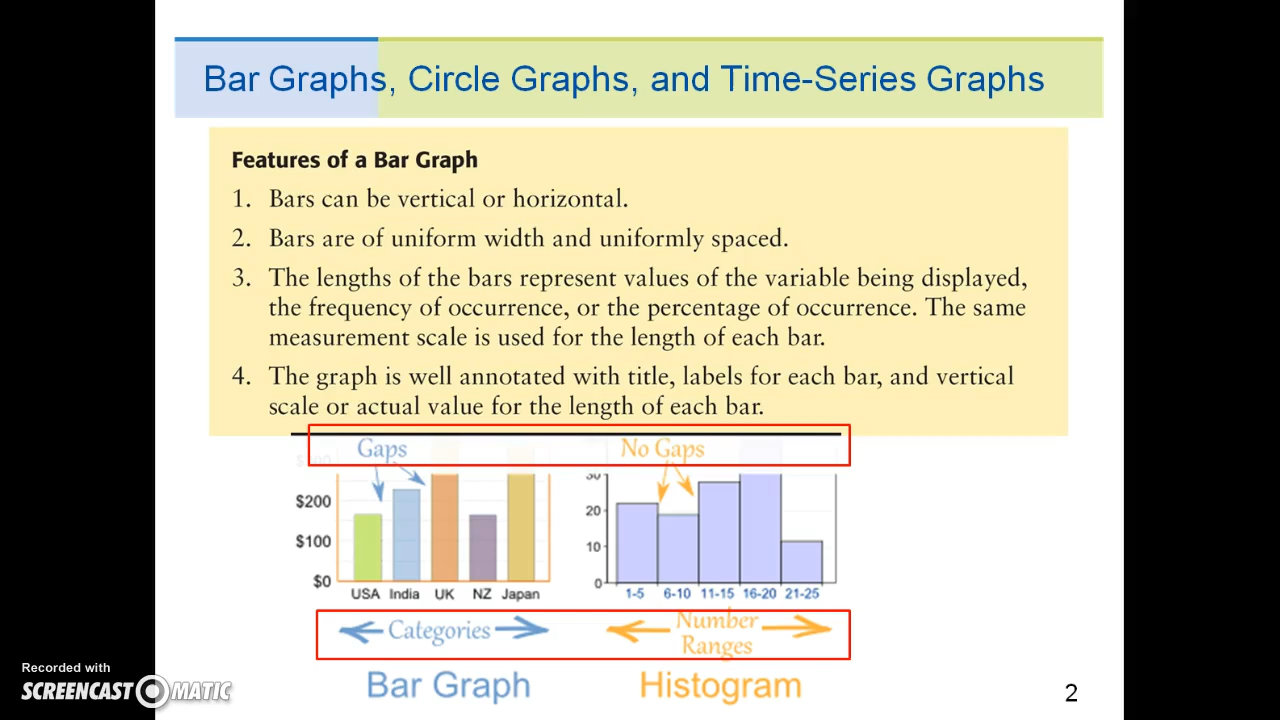 Bar Graphs, Circle Graphs, and Time-Series Graphs
Features of a Bar Graph
1. Bars can be vertical or horizontal.
2. Bars are of uniform width and uniformly spaced.
3. The lengths of the bars represent values of the variable being displayed,
the frequency of occurrence, or the percentage of occurrence. The same
measurement scale is used for the length of each bar.
4. The graph is well annotated with title, labels for each bar, and vertical
scale or actual value for the length of each bar.
Gaps
$200
$100
$0
USA India UK NZ Japan
Categories
Bar Graph
No Gaps
30
20
10
0
1-5 6-10 11-15 16-20 21-25
Number
Ranges
Histogram
Recorded with
SCREENCAST-O-MATIC
2